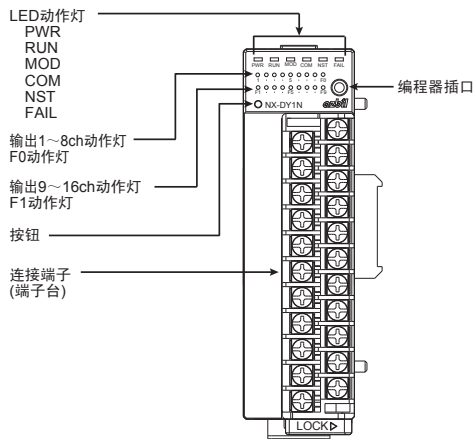 LED动作灯
PWR
RUN
MOD
COM
NST
FAIL
输出1～8ch动作灯
F0动作灯
输出9～16ch动作灯
F1动作灯
按钮
连接端子
(端子台)
编程器插口
PWR RUN MOD COM NST FAIL
1 5 F0
azbil
NX-DY1N
LOCK▷